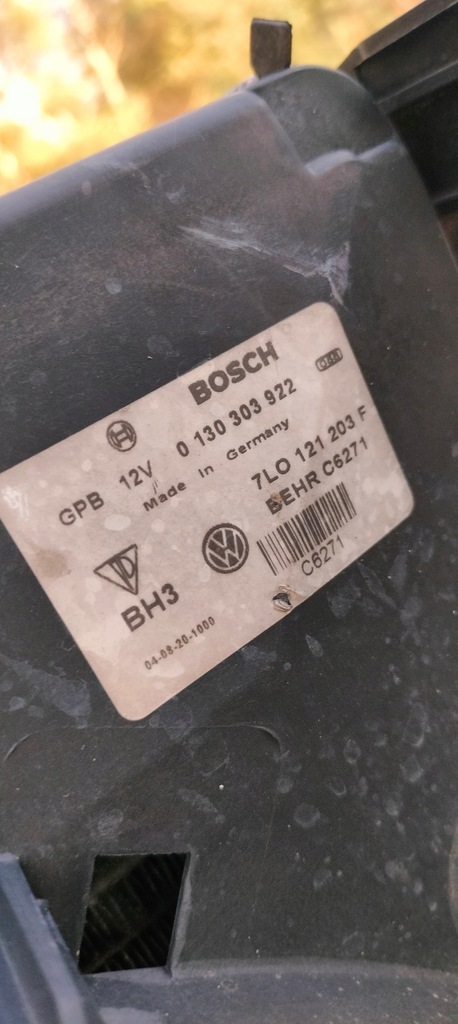 BOSCH
GPB 12V 0 130 303 922
Made in Germany
7L0 121 203 F
BEHR C6271
C6271
BH3
04-08-20-1000